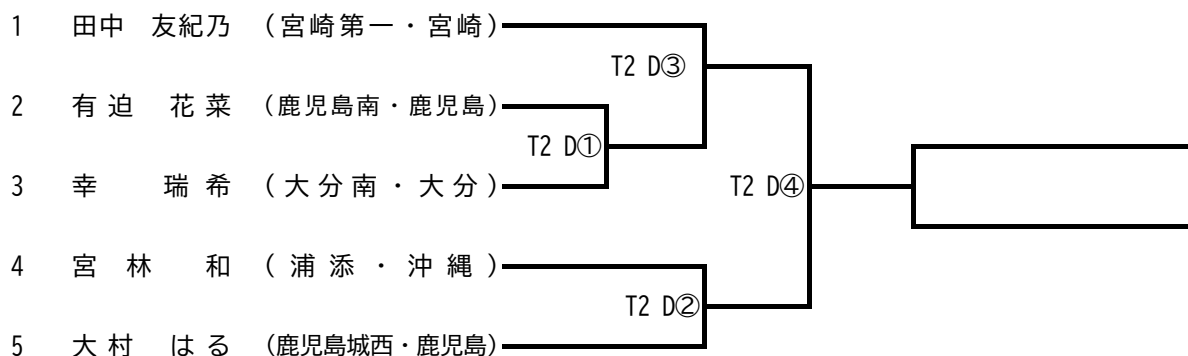 1 田中 友紀乃 (宮崎第一・宮崎)
T2 D③
2 有迫 花菜 (鹿児島南・鹿児島)
T2 D①
3 幸 瑞希 (大分南・大分)
T2 D④
4 宮林 和 (浦添・沖縄)
T2 D②
5 大村 はる (鹿児島城西・鹿児島)